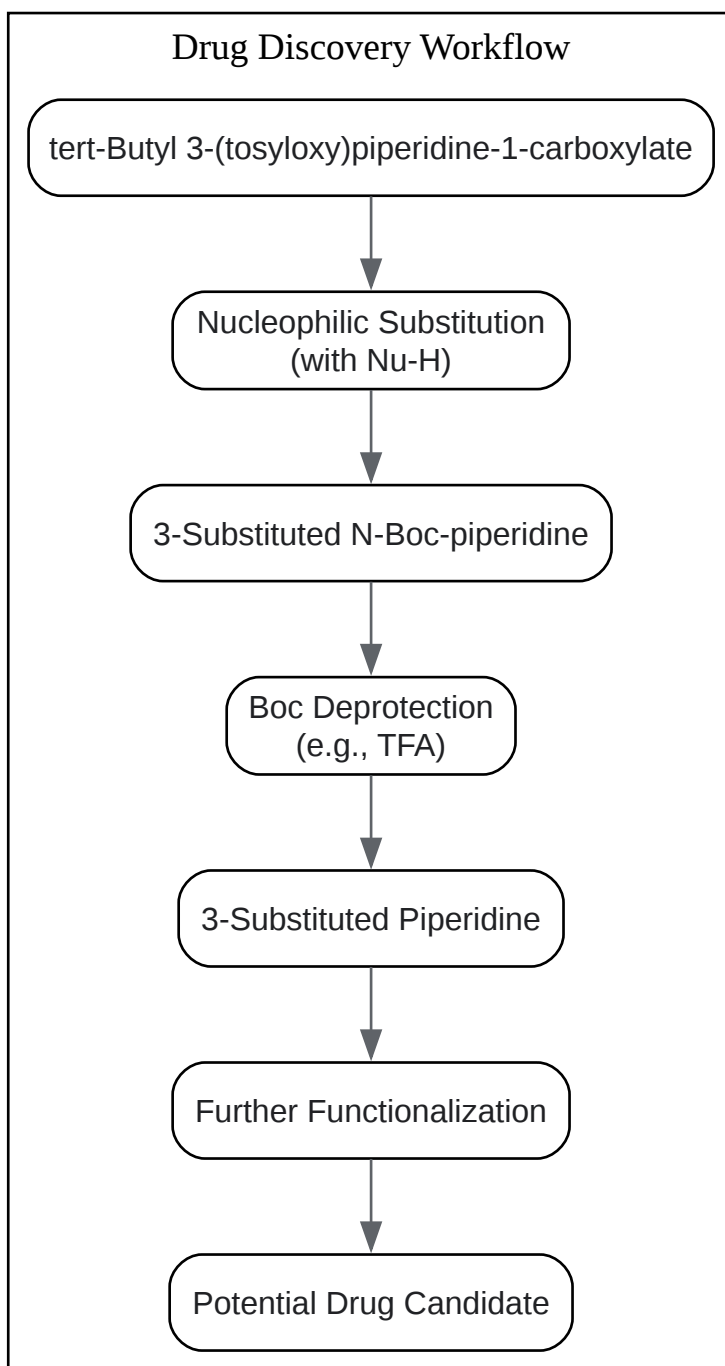 Drug Discovery Workflow
tert-Butyl 3-(tosyloxy)piperidine-1-carboxylate
Nucleophilic Substitution
(with Nu-H)
3-Substituted N-Boc-piperidine
Boc Deprotection
(e.g., TFA)
3-Substituted Piperidine
Further Functionalization
Potential Drug Candidate